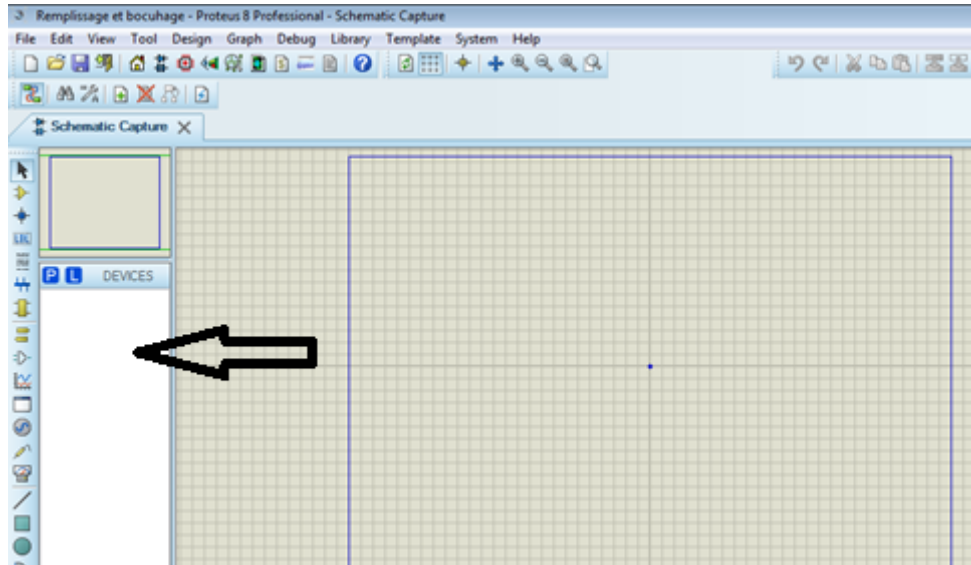 Remplissage et bocuhage - Proteus 8 Professional - Schematic Capture
File Edit View Tool Design Graph Debug Library Template System Help
Schematic Capture
LBL
P L DEVICES